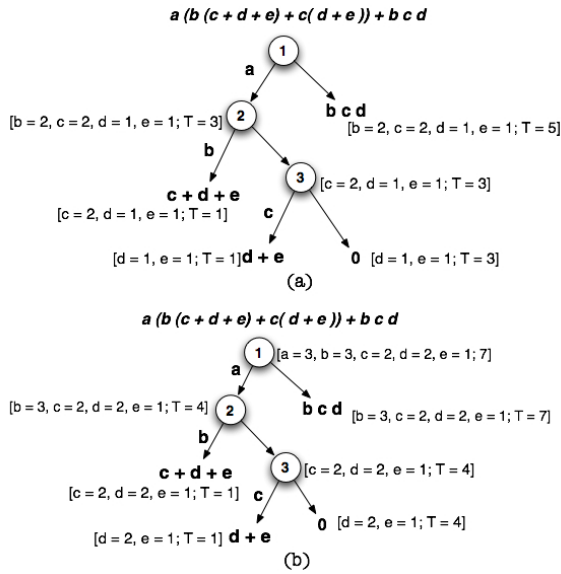 a (b (c + d + e) + c( d + e )) + b c d
1
a
b c d
2
[b = 2, c = 2, d = 1, e = 1; T = 3]
[b = 2, c = 2, d = 1, e = 1; T = 5]
b
3
[c = 2, d = 1, e = 1; T = 3]
c + d + e
[c = 2, d = 1, e = 1; T = 1]
c
[d = 1, e = 1; T = 1] d + e
0 [d = 1, e = 1; T = 3]
(a)
a (b (c + d + e) + c( d + e )) + b c d
1 [a = 3, b = 3, c = 2, d = 2, e = 1; 7]
a
[b = 3, c = 2, d = 2, e = 1; T = 4] 2
b c d [b = 3, c = 2, d = 2, e = 1; T = 7]
b
c + d + e
3 [c = 2, d = 2, e = 1; T = 4]
[c = 2, d = 2, e = 1; T = 1]
c
0 [d = 2, e = 1; T = 4]
[d = 2, e = 1; T = 1] d + e
(b)